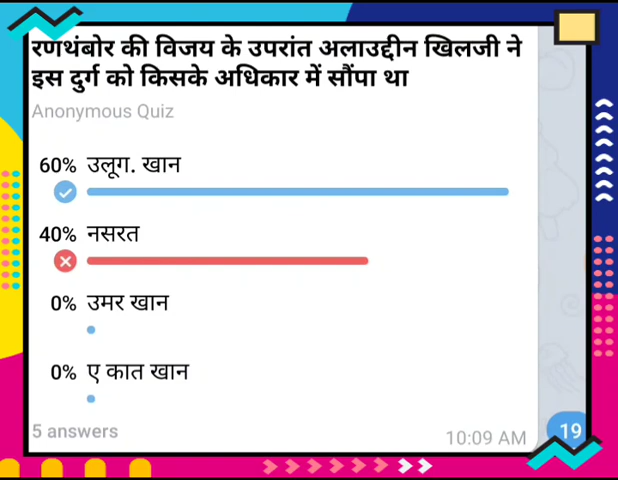 रणथंबोर की विजय के उपरांत अलाउद्दीन खिलजी ने
इस दुर्ग को किसके अधिकार में सौंपा था
Anonymous Quiz
60% उलूग. खान
40% नसरत
0% उमर खान
0% ए कात खान
5 answers
10:09 AM
19